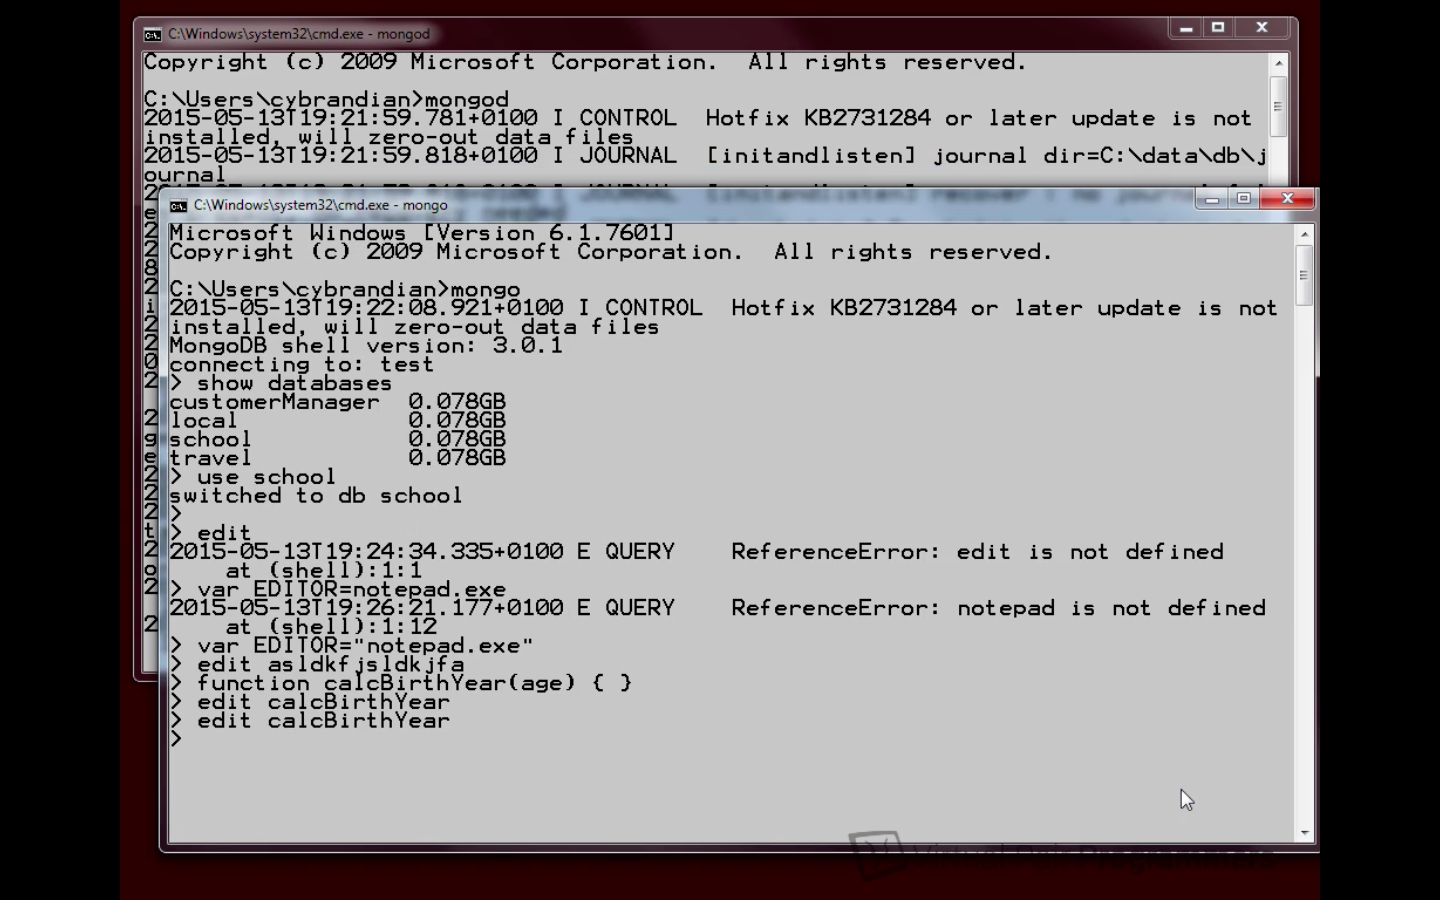 C:\Windows\system32\cmd.exe - mongod
Copyright (c) 2009 Microsoft Corporation.  All rights reserved.
C:\Users\cybrandian>mongod
2015-05-13T19:21:59.781+0100 I CONTROL  Hotfix KB2731284 or later update is not
installed, will zero-out data files
2015-05-13T19:21:59.818+0100 I JOURNAL  [initandlisten] journal dir=C:\data\db\j
ournal
C:\Windows\system32\cmd.exe - mongo
Microsoft Windows [Version 6.1.7601]
Copyright (c) 2009 Microsoft Corporation.  All rights reserved.
C:\Users\cybrandian>mongo
2015-05-13T19:22:08.921+0100 I CONTROL  Hotfix KB2731284 or later update is not
installed, will zero-out data files
MongoDB shell version: 3.0.1
connecting to: test
> show databases
customerManager  0.078GB
local            0.078GB
school           0.078GB
travel           0.078GB
> use school
switched to db school
>
> edit
2015-05-13T19:24:34.335+0100 E QUERY    ReferenceError: edit is not defined
    at (shell):1:1
> var EDITOR=notepad.exe
2015-05-13T19:26:21.177+0100 E QUERY    ReferenceError: notepad is not defined
    at (shell):1:12
> var EDITOR="notepad.exe"
> edit asldkfjsldkjfa
> function calcBirthYear(age) { }
> edit calcBirthYear
> edit calcBirthYear
>